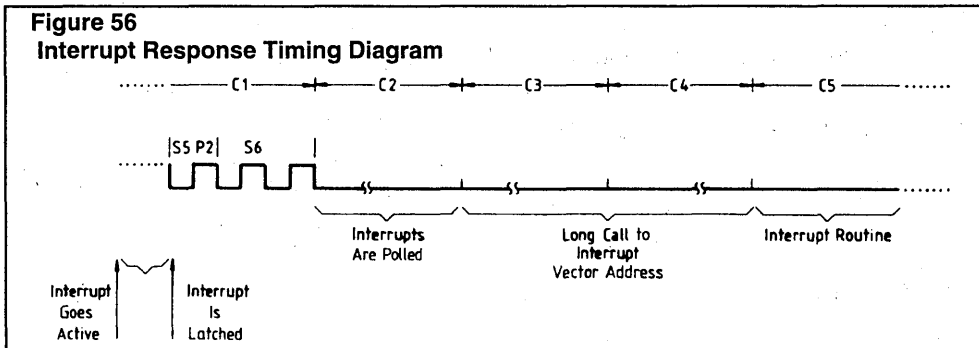 Figure 56
Interrupt Response Timing Diagram
C1 C2 C3 C4 C5
S5 P2 S6
Interrupts
Are Polled
Long Call to
Interrupt
Vector Address
Interrupt Routine
Interrupt
Goes
Active
Interrupt
Is
Latched